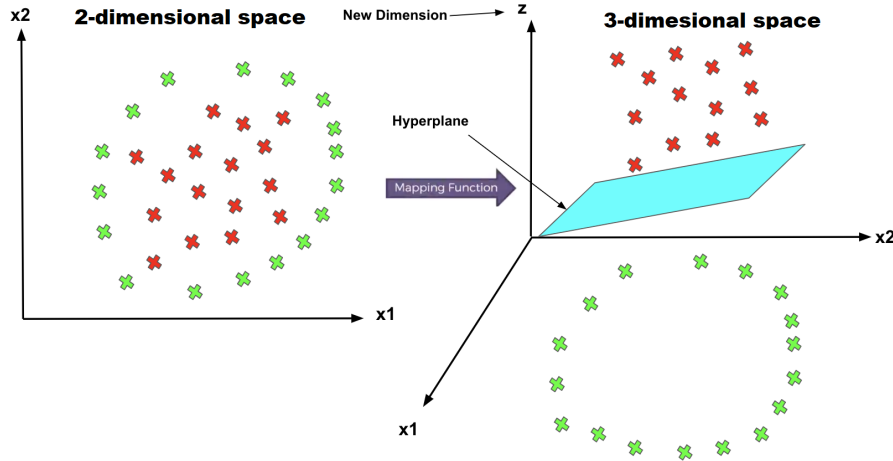 x2
2-dimensional space
New Dimension
z
3-dimesional space
Hyperplane
Mapping Function
x2
x1
x1